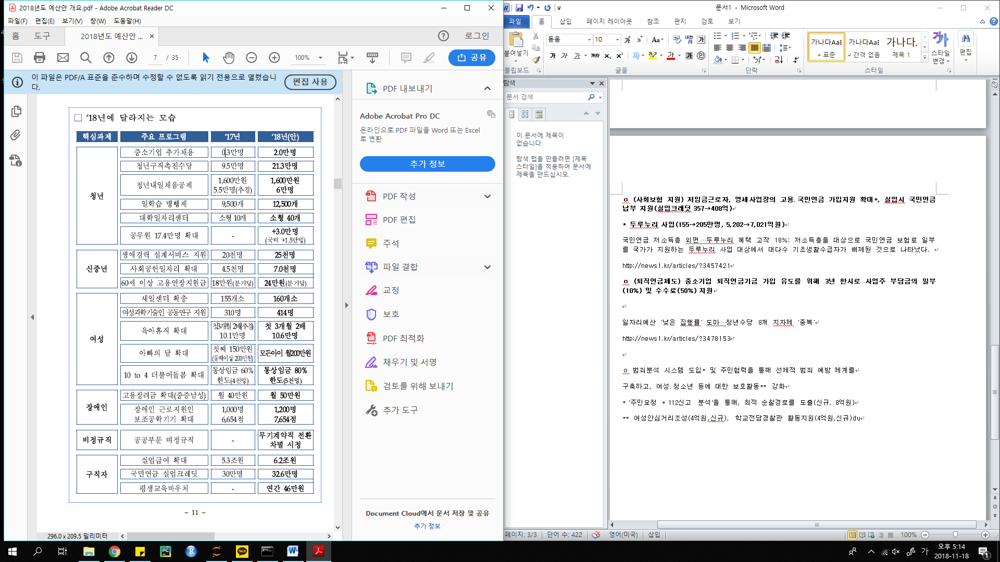 2018년도 예산안 개요.pdf - Adobe Acrobat Reader DC
파일(F) 편집(E) 보기(V) 창(W) 도움말(H)
홈 도구 2018년도 예산안 ... × 로그인
7 / 35 100% 공유
이 파일은 PDF/A 표준을 준수하며 수정할 수 없도록 읽기 전용으로 열렸습니
다.
편집 사용
□ ‘18년에 달라지는 모습
핵심과제 주요 프로그램 ‘17년 ‘18년(안)
청년
중소기업 추가채용 0.3만명 2.0만명
청년구직촉진수당 9.5만명 21.3만명
청년내일채움공제 1,600만원 1,600만원
5.5만명(추경) 6만명
일학습 병행제 9,500개 12,500개
대학일자리센터 소형 10개 소형 40개
공무원 17.4만명 확대 - +3.0만명
(국비 +1.5만명)
신중년
생애경력 설계서비스 지원 20천명 25천명
사회공헌일자리 확대 4.5천명 7.0천명
60세 이상 고용연장지원금 18만원(분기당) 24만원(분기당)
여성
새일센터 확충 155개소 160개소
여성과학기술인 공동연구 지원 310명 414명
육아휴직 확대 첫3개월 2배(추경) 첫 3개월 2배
10.1만명 10.6만명
아빠의 달 확대 첫째 150만원 모든아이 월200만원
(둘째이상 200만원)
10 to 4 더불어돌봄 확대 통상임금 60% 통상임금 80%
한도(4천명) 한도(5천명)
장애인
고용장려금 확대(중증남성) 월 40만원 월 50만원
장애인 근로지원인 1,000명 1,200명
보조공학기기 확대 6,654점 7,654점
비정규직 공공부문 비정규직 - 무기계약직 전환
차별 시정
구직자
실업급여 확대 5.3조원 6.2조원
국민연금 실업크레딧 30만명 32.6만명
평생교육바우처 - 연간 46만원
- 11 -
296.0 x 209.5 밀리미터
PDF 내보내기
Adobe Acrobat Pro DC
온라인으로 PDF 파일을 Word 또는 Excel
로 변환
추가 정보
PDF 작성
PDF 편집
주석
파일 결합
교정
보호
PDF 최적화
채우기 및 서명
검토를 위해 보내기
추가 도구
Document Cloud에서 문서 저장 및 공유
추가 정보
문서1 - Microsoft Word
파일 홈 삽입 페이지 레이아웃 참조 편지 검토 보기
붙여넣기
돋움 10
가나다AaB 가나다AaE 가나다,
표준 간격 없음 제목 1
스타일
변경
편집
클립보드 글꼴 단락 스타일
탐색
문서 검색
이 문서에 제목이
없습니다.
탐색 탭을 만들려면 [제목
스타일]을 적용하여 문서에
제목을 만드십시오.
ㅇ (사회보험 지원) 저임금근로자, 영세사업장의 고용.국민연금 가입지원 확대*, 실업시 국민연금
납부 지원(실업크레딧 357→408억)
* 두루누리 사업(155→205만명, 5,202→7,021억원)
국민연금 저소득층 외면…두루누리 혜택 고작 18%: 저소득층을 대상으로 국민연금 보험료 일부
를 국가가 지원하는 두루누리 사업 대상에서 대다수 기초생활수급자가 배제된 것으로 나타났다.
http://news1.kr/articles/?3457421
ㅇ (퇴직연금제도) 중소기업 퇴직연금기금 가입 유도를 위해 3년 한시로 사업주 부담금의 일부
(10%) 및 수수료(50%) 지원
일자리예산 '낮은 집행률' 도마…청년수당 8개 지자체 '중복'
http://news1.kr/articles/?3478153
ㅇ 범죄분석 시스템 도입* 및 주민협력을 통해 선제적 범죄 예방 체계를
구축하고, 여성.청소년 등에 대한 보호활동** 강화
* ‘주민요청 + 112신고 분석’을 통해, 최적 순찰경로를 도출(신규, 8억원)
** 여성안심거리조성(4억원,신규), 학교전담경찰관 활동지원(4억원,신규)du
페이지: 3/3 단어 수: 422 영어(미국) 삽입 100%
가 오후 5:14
2018-11-18